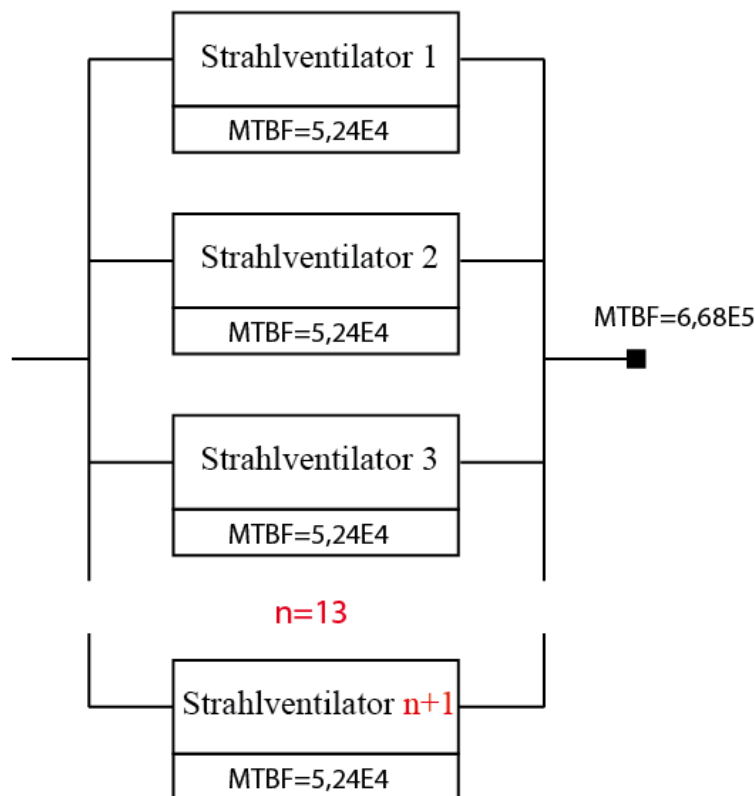 Strahlventilator 1
MTBF=5,24E4
Strahlventilator 2
MTBF=5,24E4
MTBF=6,68E5
Strahlventilator 3
MTBF=5,24E4
n=13
Strahlventilator n+1
MTBF=5,24E4